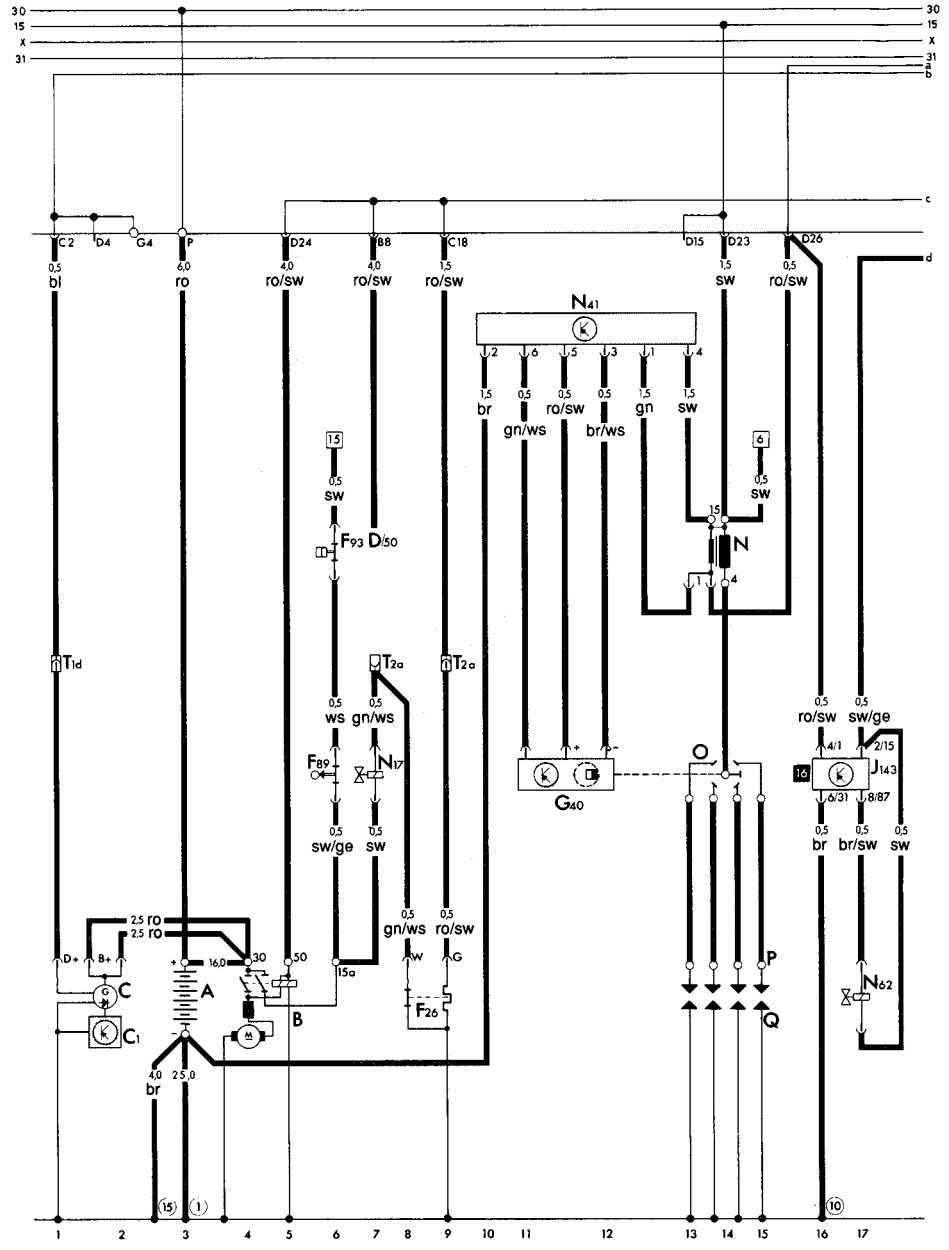 30 30
15 15
X X
31 31
a
b
c
C2 D4 G4 P D24 B8 C18 D15 D23 D26
d
0,5 6,0 4,0 4,0 1,5 1,5 0,5
bl ro ro/sw ro/sw ro/sw sw ro/sw
N41
2 6 5 3 1 4
1,5 0,5 0,5 0,5 1,5 1,5
br gn/ws ro/sw br/ws gn sw
15 6
0,5 0,5
sw sw
15
F93 D/50 N
1 4
T1d T2a T2a
0,5 0,5 0,5 0,5
ws gn/ws ro/sw sw/ge
+ - O 4/1 2/15
F89 N17 16 J143
G40 6/31 8/87
0,5 0,5 0,5 0,5 0,5
sw/ge sw br br/sw sw
0,5 0,5
gn/ws ro/sw
2,5 ro
2,5 ro
D+ B+ + 16,0 30 50 15a W G P
G C A B F26 N62
Q
C1 - M
4,0 25,0
br
15 1 10
1 2 3 4 5 6 7 8 9 10 11 12 13 14 15 16 17